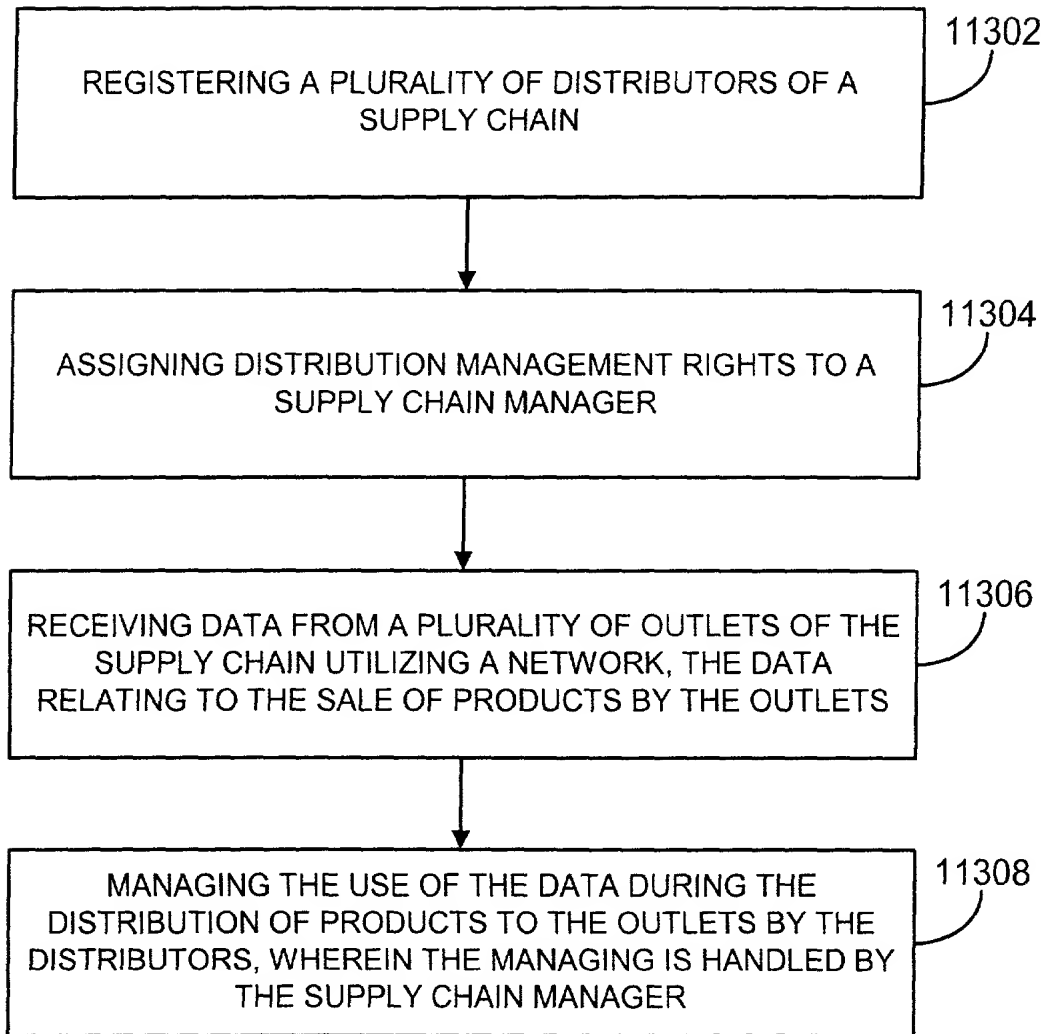 11302
REGISTERING A PLURALITY OF DISTRIBUTORS OF A
SUPPLY CHAIN
11304
ASSIGNING DISTRIBUTION MANAGEMENT RIGHTS TO A
SUPPLY CHAIN MANAGER
11306
RECEIVING DATA FROM A PLURALITY OF OUTLETS OF THE
SUPPLY CHAIN UTILIZING A NETWORK, THE DATA
RELATING TO THE SALE OF PRODUCTS BY THE OUTLETS
11308
MANAGING THE USE OF THE DATA DURING THE
DISTRIBUTION OF PRODUCTS TO THE OUTLETS BY THE
DISTRIBUTORS, WHEREIN THE MANAGING IS HANDLED BY
THE SUPPLY CHAIN MANAGER